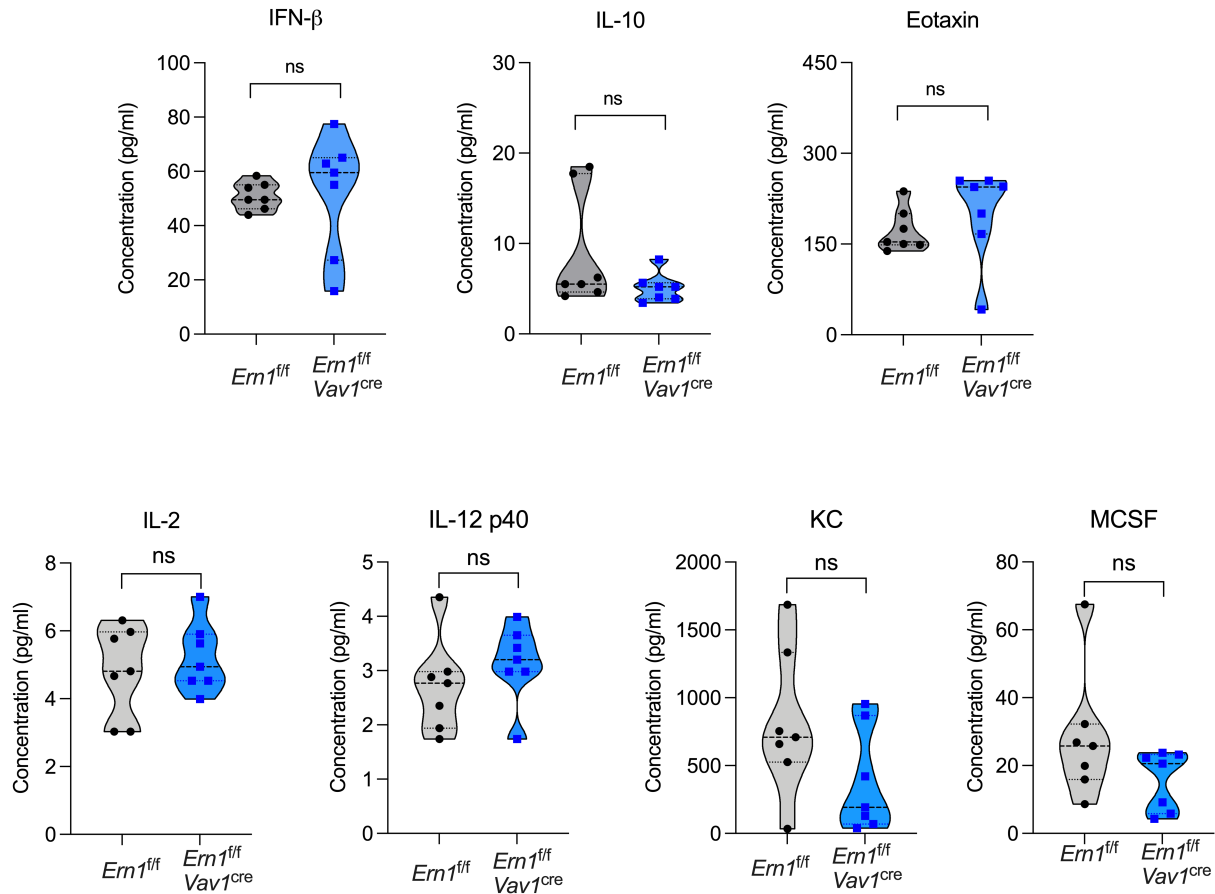 IFN-β
IL-10
Eotaxin
Concentration (pg/ml)
100
80
60
40
20
0
ns
Ern1f/f
Ern1f/f
Vav1cre
Concentration (pg/ml)
30
20
10
0
ns
Ern1f/f
Ern1f/f
Vav1cre
Concentration (pg/ml)
450
300
150
0
ns
Ern1f/f
Ern1f/f
Vav1cre
IL-2
IL-12 p40
KC
MCSF
Concentration (pg/ml)
8
6
4
2
0
ns
Ern1f/f
Ern1f/f
Vav1cre
Concentration (pg/ml)
5
4
3
2
1
0
ns
Ern1f/f
Ern1f/f
Vav1cre
Concentration (pg/ml)
2000
1500
1000
500
0
ns
Ern1f/f
Ern1f/f
Vav1cre
Concentration (pg/ml)
80
60
40
20
0
ns
Ern1f/f
Ern1f/f
Vav1cre